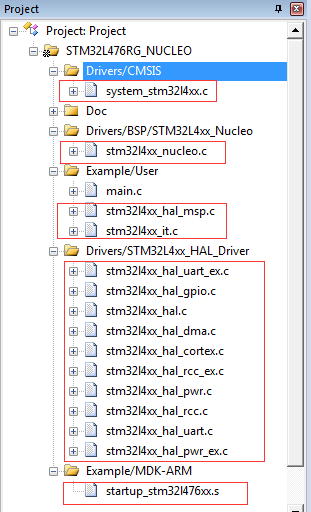 Project
Project: Project
STM32L476RG_NUCLEO
Drivers/CMSIS
system_stm32l4xx.c
Doc
Drivers/BSP/STM32L4xx_Nucleo
stm32l4xx_nucleo.c
Example/User
main.c
stm32l4xx_hal_msp.c
stm32l4xx_it.c
Drivers/STM32L4xx_HAL_Driver
stm32l4xx_hal_uart_ex.c
stm32l4xx_hal_gpio.c
stm32l4xx_hal.c
stm32l4xx_hal_dma.c
stm32l4xx_hal_cortex.c
stm32l4xx_hal_rcc_ex.c
stm32l4xx_hal_pwr.c
stm32l4xx_hal_rcc.c
stm32l4xx_hal_uart.c
stm32l4xx_hal_pwr_ex.c
Example/MDK-ARM
startup_stm32l476xx.s